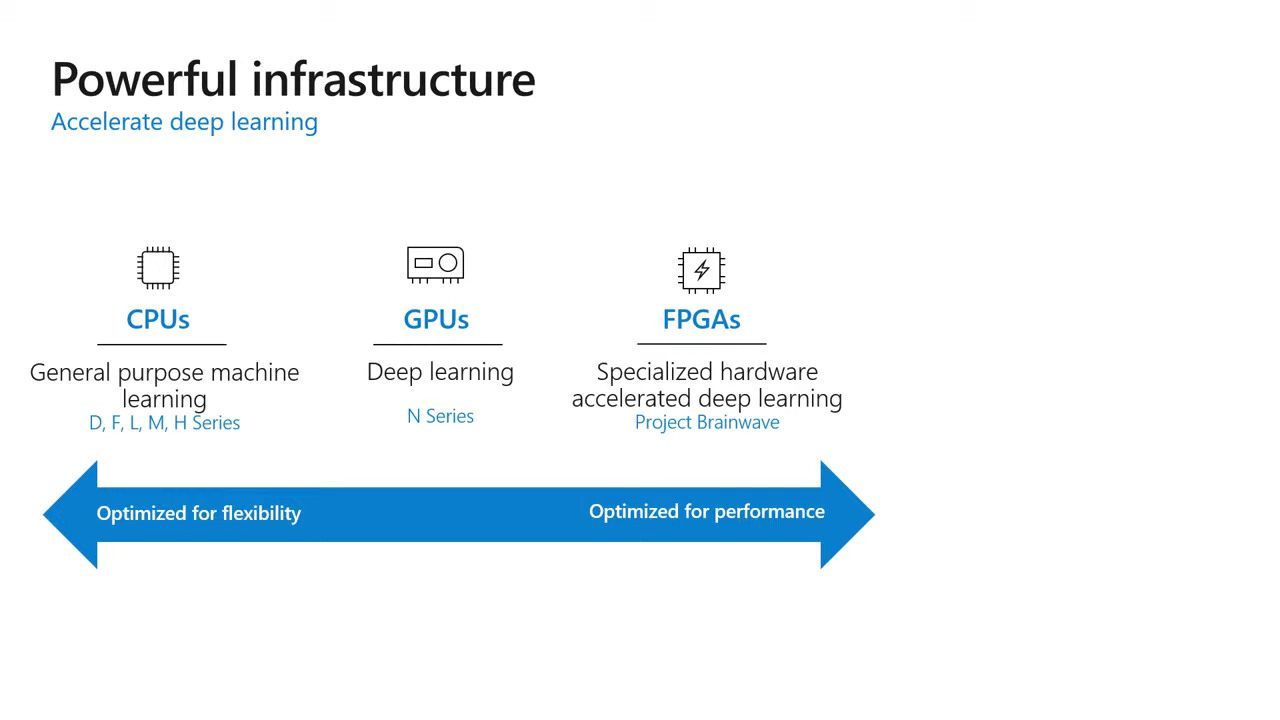 Powerful infrastructure
Accelerate deep learning
CPUs
General purpose machine
learning
D, F, L, M, H Series
GPUs
Deep learning
N Series
FPGAs
Specialized hardware
accelerated deep learning
Project Brainwave
Optimized for flexibility
Optimized for performance